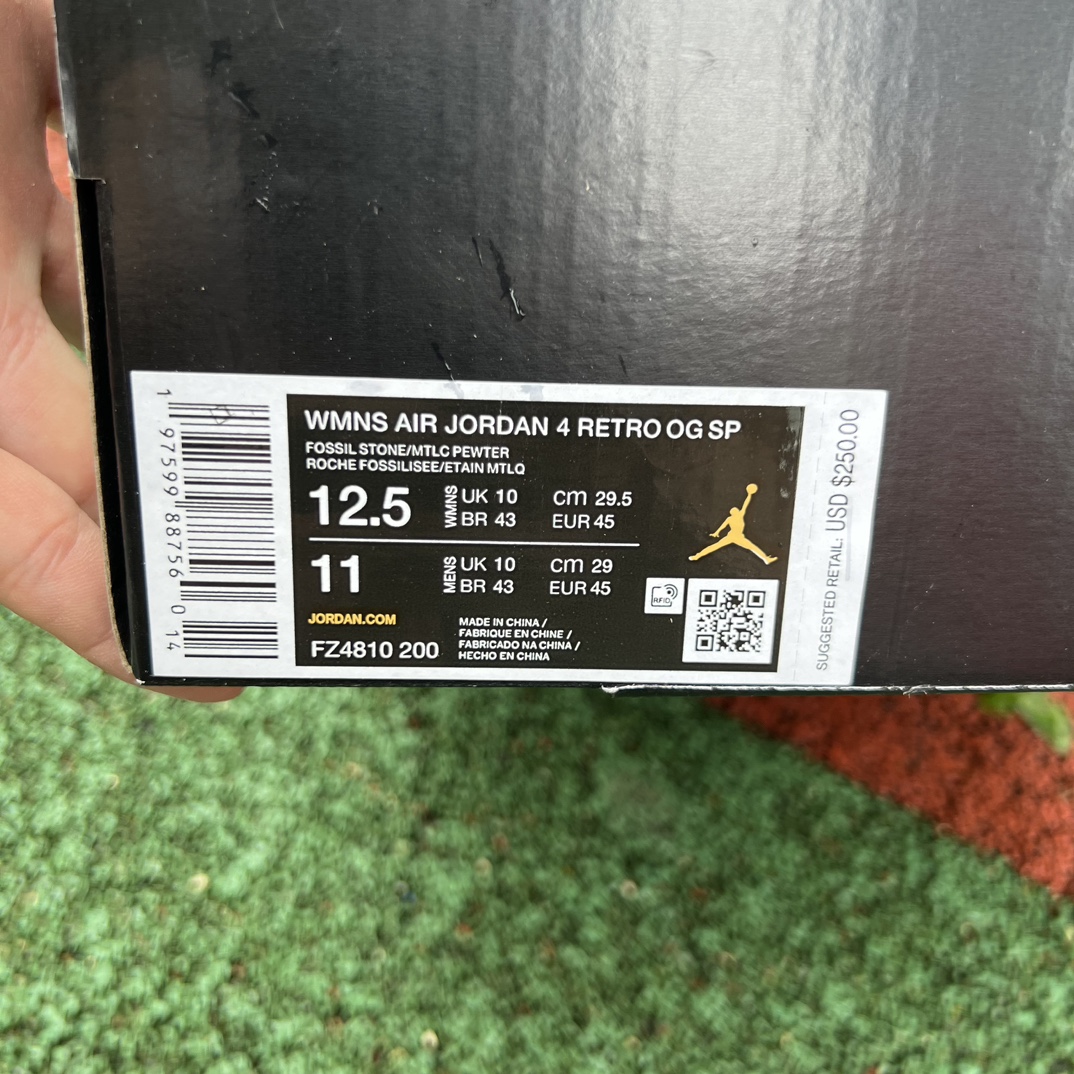 WMNS AIR JORDAN 4 RETRO OG SP
FOSSIL STONE/MTLC PEWTER
ROCHE FOSSILISEE/ETAIN MTLQ
12.5 WMNS UK 10 cm 29.5
BR 43 EUR 45
11 MENS UK 10 cm 29
BR 43 EUR 45
JORDAN.COM
FZ4810 200
MADE IN CHINA /
FABRIQUE EN CHINE /
FABRICADO NA CHINA /
HECHO EN CHINA
RFID
1 97599 88756 0 14
SUGGESTED RETAIL: USD $250.00